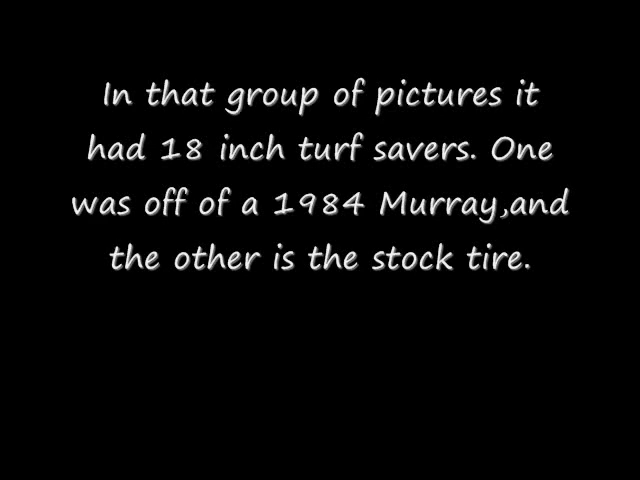 In that group of pictures it
had 18 inch turf savers. One
was off of a 1984 Murray,and
the other is the stock tire.